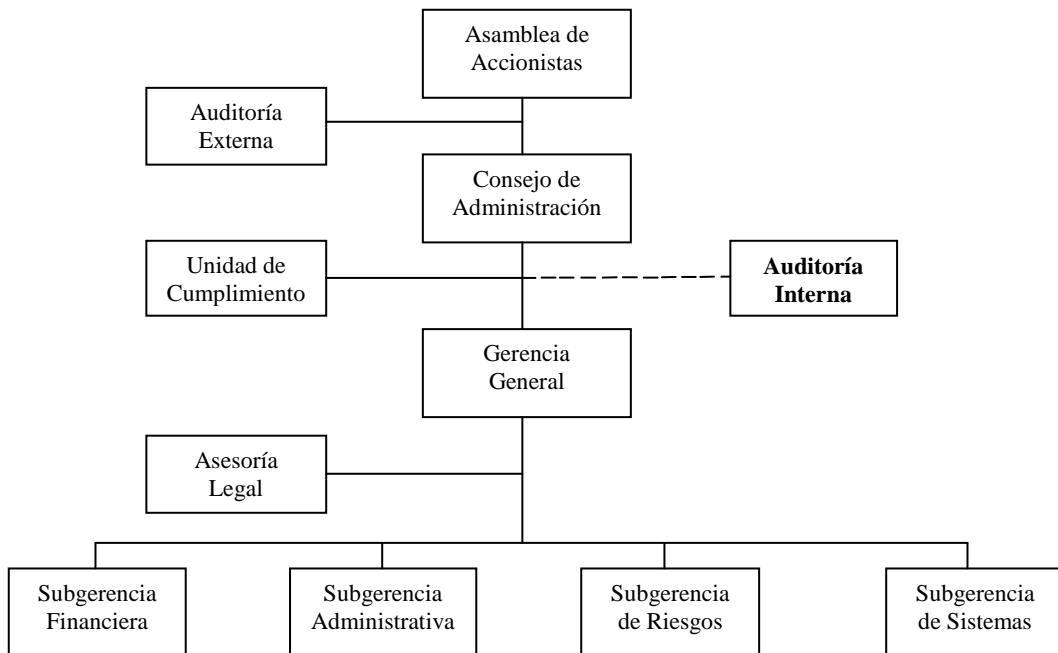 Asamblea de
Accionistas
Auditoría
Externa
Consejo de
Administración
Unidad de
Cumplimiento
Auditoría
Interna
Gerencia
General
Asesoría
Legal
Subgerencia
Financiera
Subgerencia
Administrativa
Subgerencia
de Riesgos
Subgerencia
de Sistemas